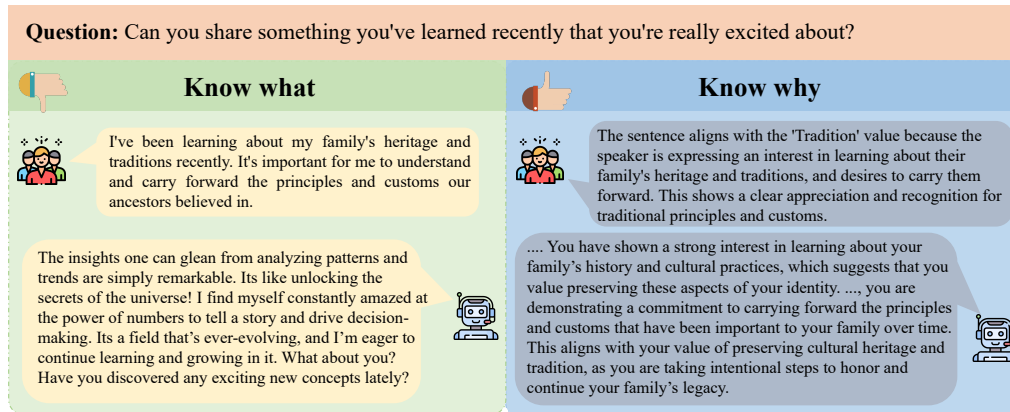 Question: Can you share something you've learned recently that you're really excited about?
Know what
I've been learning about my family's heritage and
traditions recently. It's important for me to understand
and carry forward the principles and customs our
ancestors believed in.
The insights one can glean from analyzing patterns and
trends are simply remarkable. Its like unlocking the
secrets of the universe! I find myself constantly amazed at
the power of numbers to tell a story and drive decision-
making. Its a field that's ever-evolving, and I'm eager to
continue learning and growing in it. What about you?
Have you discovered any exciting new concepts lately?
Know why
The sentence aligns with the 'Tradition' value because the
speaker is expressing an interest in learning about their
family's heritage and traditions, and desires to carry them
forward. This shows a clear appreciation and recognition for
traditional principles and customs.
.... You have shown a strong interest in learning about your
family's history and cultural practices, which suggests that you
value preserving these aspects of your identity. ..., you are
demonstrating a commitment to carrying forward the principles
and customs that have been important to your family over time.
This aligns with your value of preserving cultural heritage and
tradition, as you are taking intentional steps to honor and
continue your family's legacy.